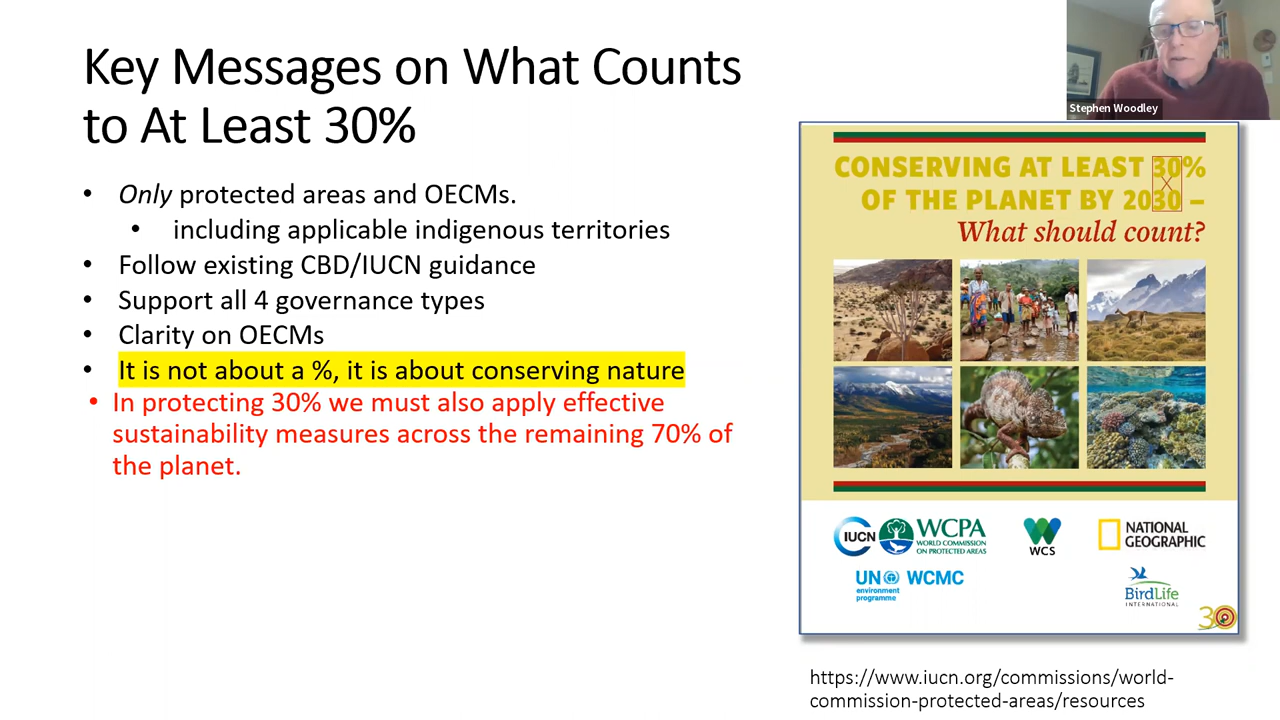 Key Messages on What Counts
to At Least 30%
• Only protected areas and OECMs.
• including applicable indigenous territories
• Follow existing CBD/IUCN guidance
• Support all 4 governance types
• Clarity on OECMs
• It is not about a %, it is about conserving nature
• In protecting 30% we must also apply effective
sustainability measures across the remaining 70% of
the planet.
Stephen Woodley
CONSERVING AT LEAST 30%
OF THE PLANET BY 2030 –
What should count?
IUCN
WCPA
WORLD COMMISSION
ON PROTECTED AREAS
WCS
NATIONAL
GEOGRAPHIC
UN WCMC
environment
programme
BirdLife
INTERNATIONAL
30
https://www.iucn.org/commissions/world-
commission-protected-areas/resources